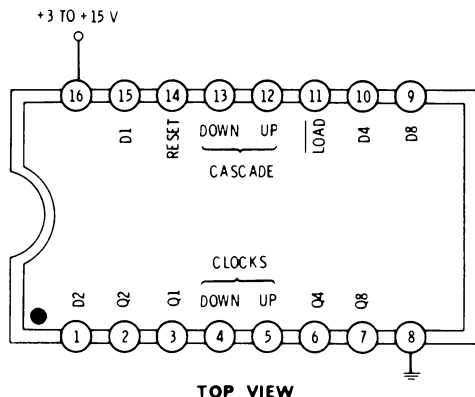 +3 TO +15 V
16 15 14 13 12 11 10 9
D1 RESET DOWN UP LOAD D4 D8
CASCADE
CLOCKS
D2 Q2 Q1 DOWN UP Q4 Q8
1 2 3 4 5 6 7 8
TOP VIEW